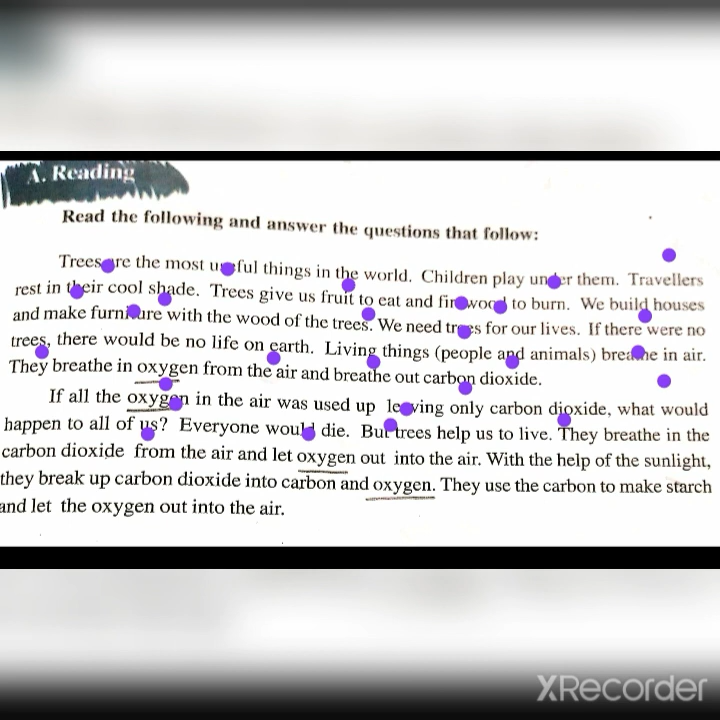 A. Reading
Read the following and answer the questions that follow:
Trees are the most useful things in the world. Children play under them. Travellers
rest in their cool shade. Trees give us fruit to eat and firewood to burn. We build houses
and make furniture with the wood of the trees. We need trees for our lives. If there were no
trees, there would be no life on earth. Living things (people and animals) breathe in air.
They breathe in oxygen from the air and breathe out carbon dioxide.
If all the oxygen in the air was used up leaving only carbon dioxide, what would
happen to all of us? Everyone would die. But trees help us to live. They breathe in the
carbon dioxide from the air and let oxygen out into the air. With the help of the sunlight,
they break up carbon dioxide into carbon and oxygen. They use the carbon to make starch
and let the oxygen out into the air.
XRecorder